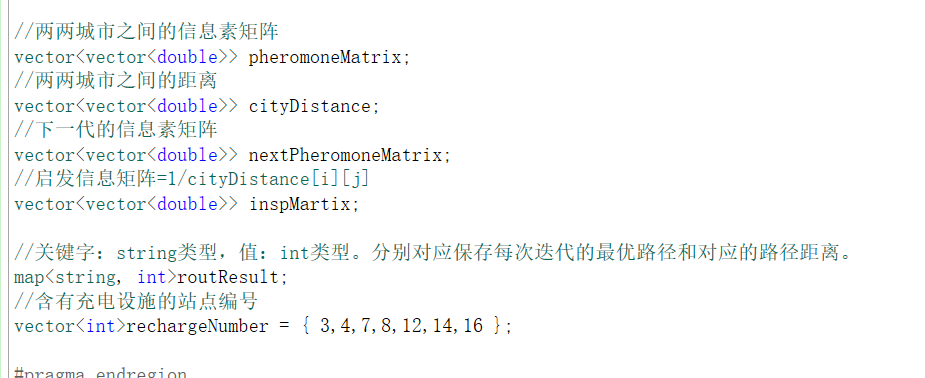 //两两城市之间的信息素矩阵
vector<vector<double>> pheromoneMatrix;
//两两城市之间的距离
vector<vector<double>> cityDistance;
//下一代的信息素矩阵
vector<vector<double>> nextPheromoneMatrix;
//启发信息矩阵=1/cityDistance[i][j]
vector<vector<double>> inspMartix;
//关键字：string类型，值：int类型。分别对应保存每次迭代的最优路径和对应的路径距离。
map<string, int>routResult;
//含有充电设施的站点编号
vector<int>rechargeNumber = { 3,4,7,8,12,14,16 };
#pragma endregion